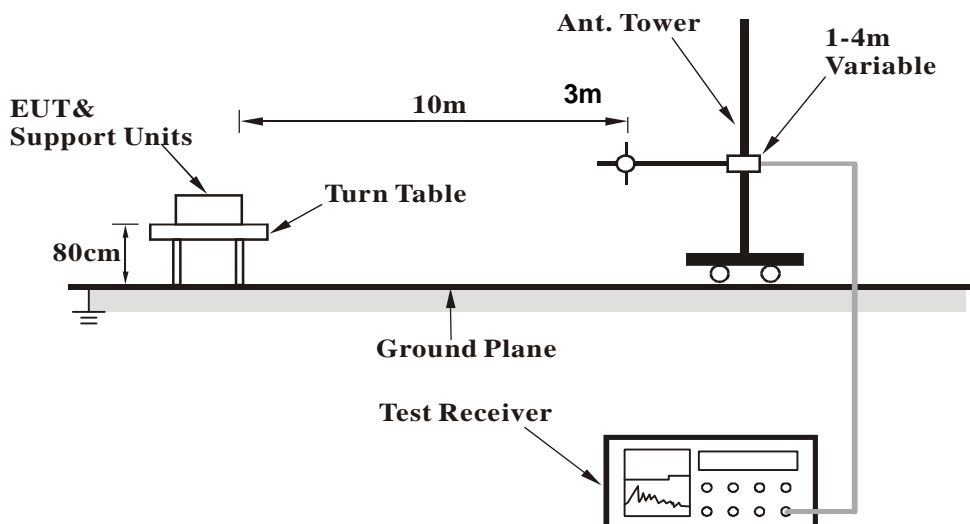 Ant. Tower
1-4m
Variable
EUT&
Support Units
10m
3m
Turn Table
80cm
Ground Plane
Test Receiver